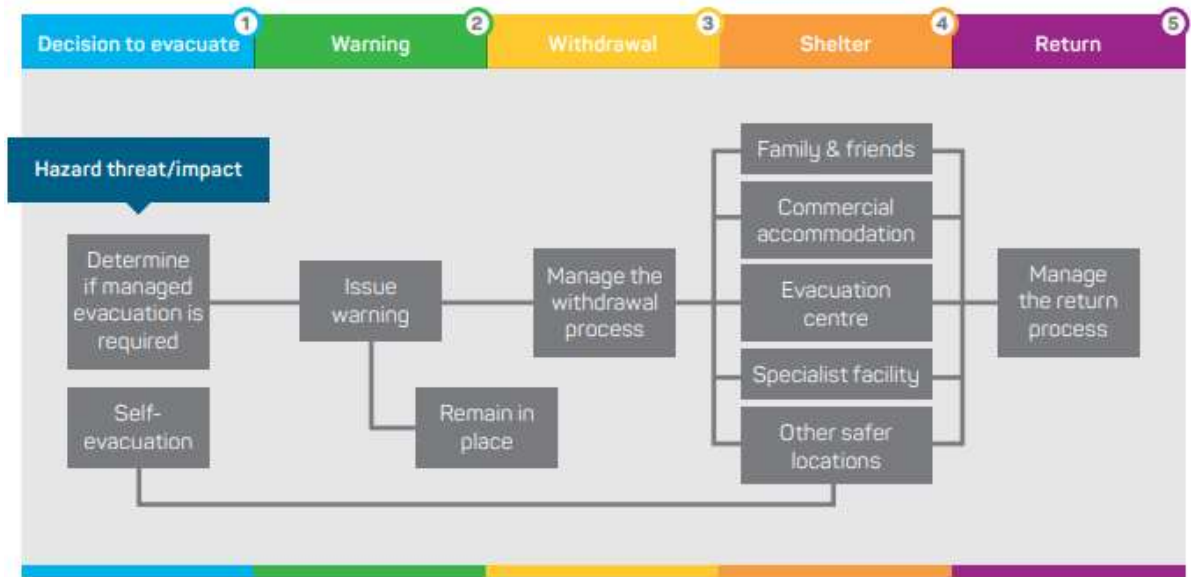 1
2
3
4
5
Decision to evacuate
Warning
Withdrawal
Shelter
Return
Hazard threat/impact
Determine
if managed
evacuation is
required
Self-
evacuation
Issue
warning
Remain in
place
Manage the
withdrawal
process
Family & friends
Commercial
accommodation
Evacuation
centre
Specialist facility
Other safer
locations
Manage
the return
process